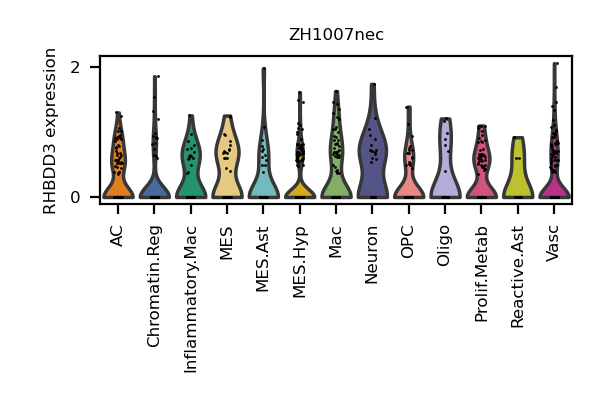 ZH1007nec
RHBDD3 expression
2
0
AC
Chromatin.Reg
Inflammatory.Mac
MES
MES.Ast
MES.Hyp
Mac
Neuron
OPC
Oligo
Prolif.Metab
Reactive.Ast
Vasc